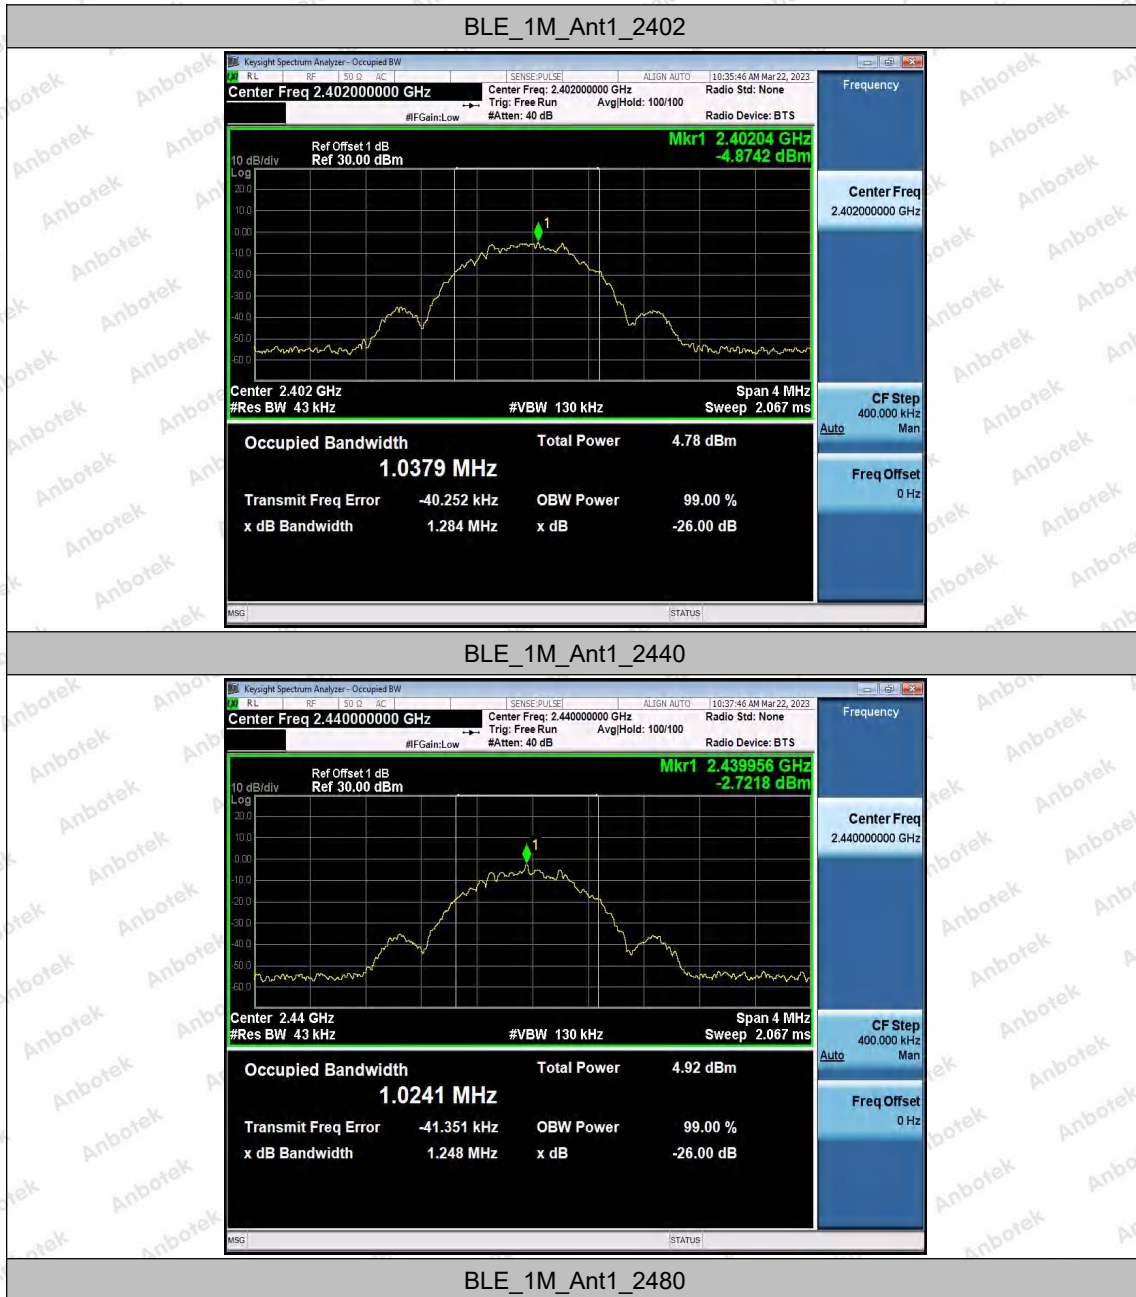 BLE_1M_Ant1_2402
Keysight Spectrum Analyzer - Occupied BW
LXI RL RF 50 Ω AC SENSE:PULSE ALIGN AUTO 10:35:46 AM Mar 22, 2023
Center Freq 2.402000000 GHz
Center Freq: 2.402000000 GHz Radio Std: None
Trig: Free Run Avg|Hold: 100/100
#IFGain:Low #Atten: 40 dB Radio Device: BTS
Frequency
Mkr1 2.40204 GHz
-4.8742 dBm
Ref Offset 1 dB
10 dB/div Ref 30.00 dBm
Log
20.0
10.0
0.00
-10.0
-20.0
-30.0
-40.0
-50.0
-60.0
1
Center 2.402 GHz Span 4 MHz
#Res BW 43 kHz #VBW 130 kHz Sweep 2.067 ms
Occupied Bandwidth Total Power 4.78 dBm
1.0379 MHz
Transmit Freq Error -40.252 kHz OBW Power 99.00 %
x dB Bandwidth 1.284 MHz x dB -26.00 dB
Center Freq
2.402000000 GHz
CF Step
400.000 kHz
Auto Man
Freq Offset
0 Hz
MSG STATUS
BLE_1M_Ant1_2440
Keysight Spectrum Analyzer - Occupied BW
LXI RL RF 50 Ω AC SENSE:PULSE ALIGN AUTO 10:37:46 AM Mar 22, 2023
Center Freq 2.440000000 GHz
Center Freq: 2.440000000 GHz Radio Std: None
Trig: Free Run Avg|Hold: 100/100
#IFGain:Low #Atten: 40 dB Radio Device: BTS
Frequency
Mkr1 2.439956 GHz
-2.7218 dBm
Ref Offset 1 dB
10 dB/div Ref 30.00 dBm
Log
20.0
10.0
0.00
-10.0
-20.0
-30.0
-40.0
-50.0
-60.0
1
Center 2.44 GHz Span 4 MHz
#Res BW 43 kHz #VBW 130 kHz Sweep 2.067 ms
Occupied Bandwidth Total Power 4.92 dBm
1.0241 MHz
Transmit Freq Error -41.351 kHz OBW Power 99.00 %
x dB Bandwidth 1.248 MHz x dB -26.00 dB
Center Freq
2.440000000 GHz
CF Step
400.000 kHz
Auto Man
Freq Offset
0 Hz
MSG STATUS
BLE_1M_Ant1_2480